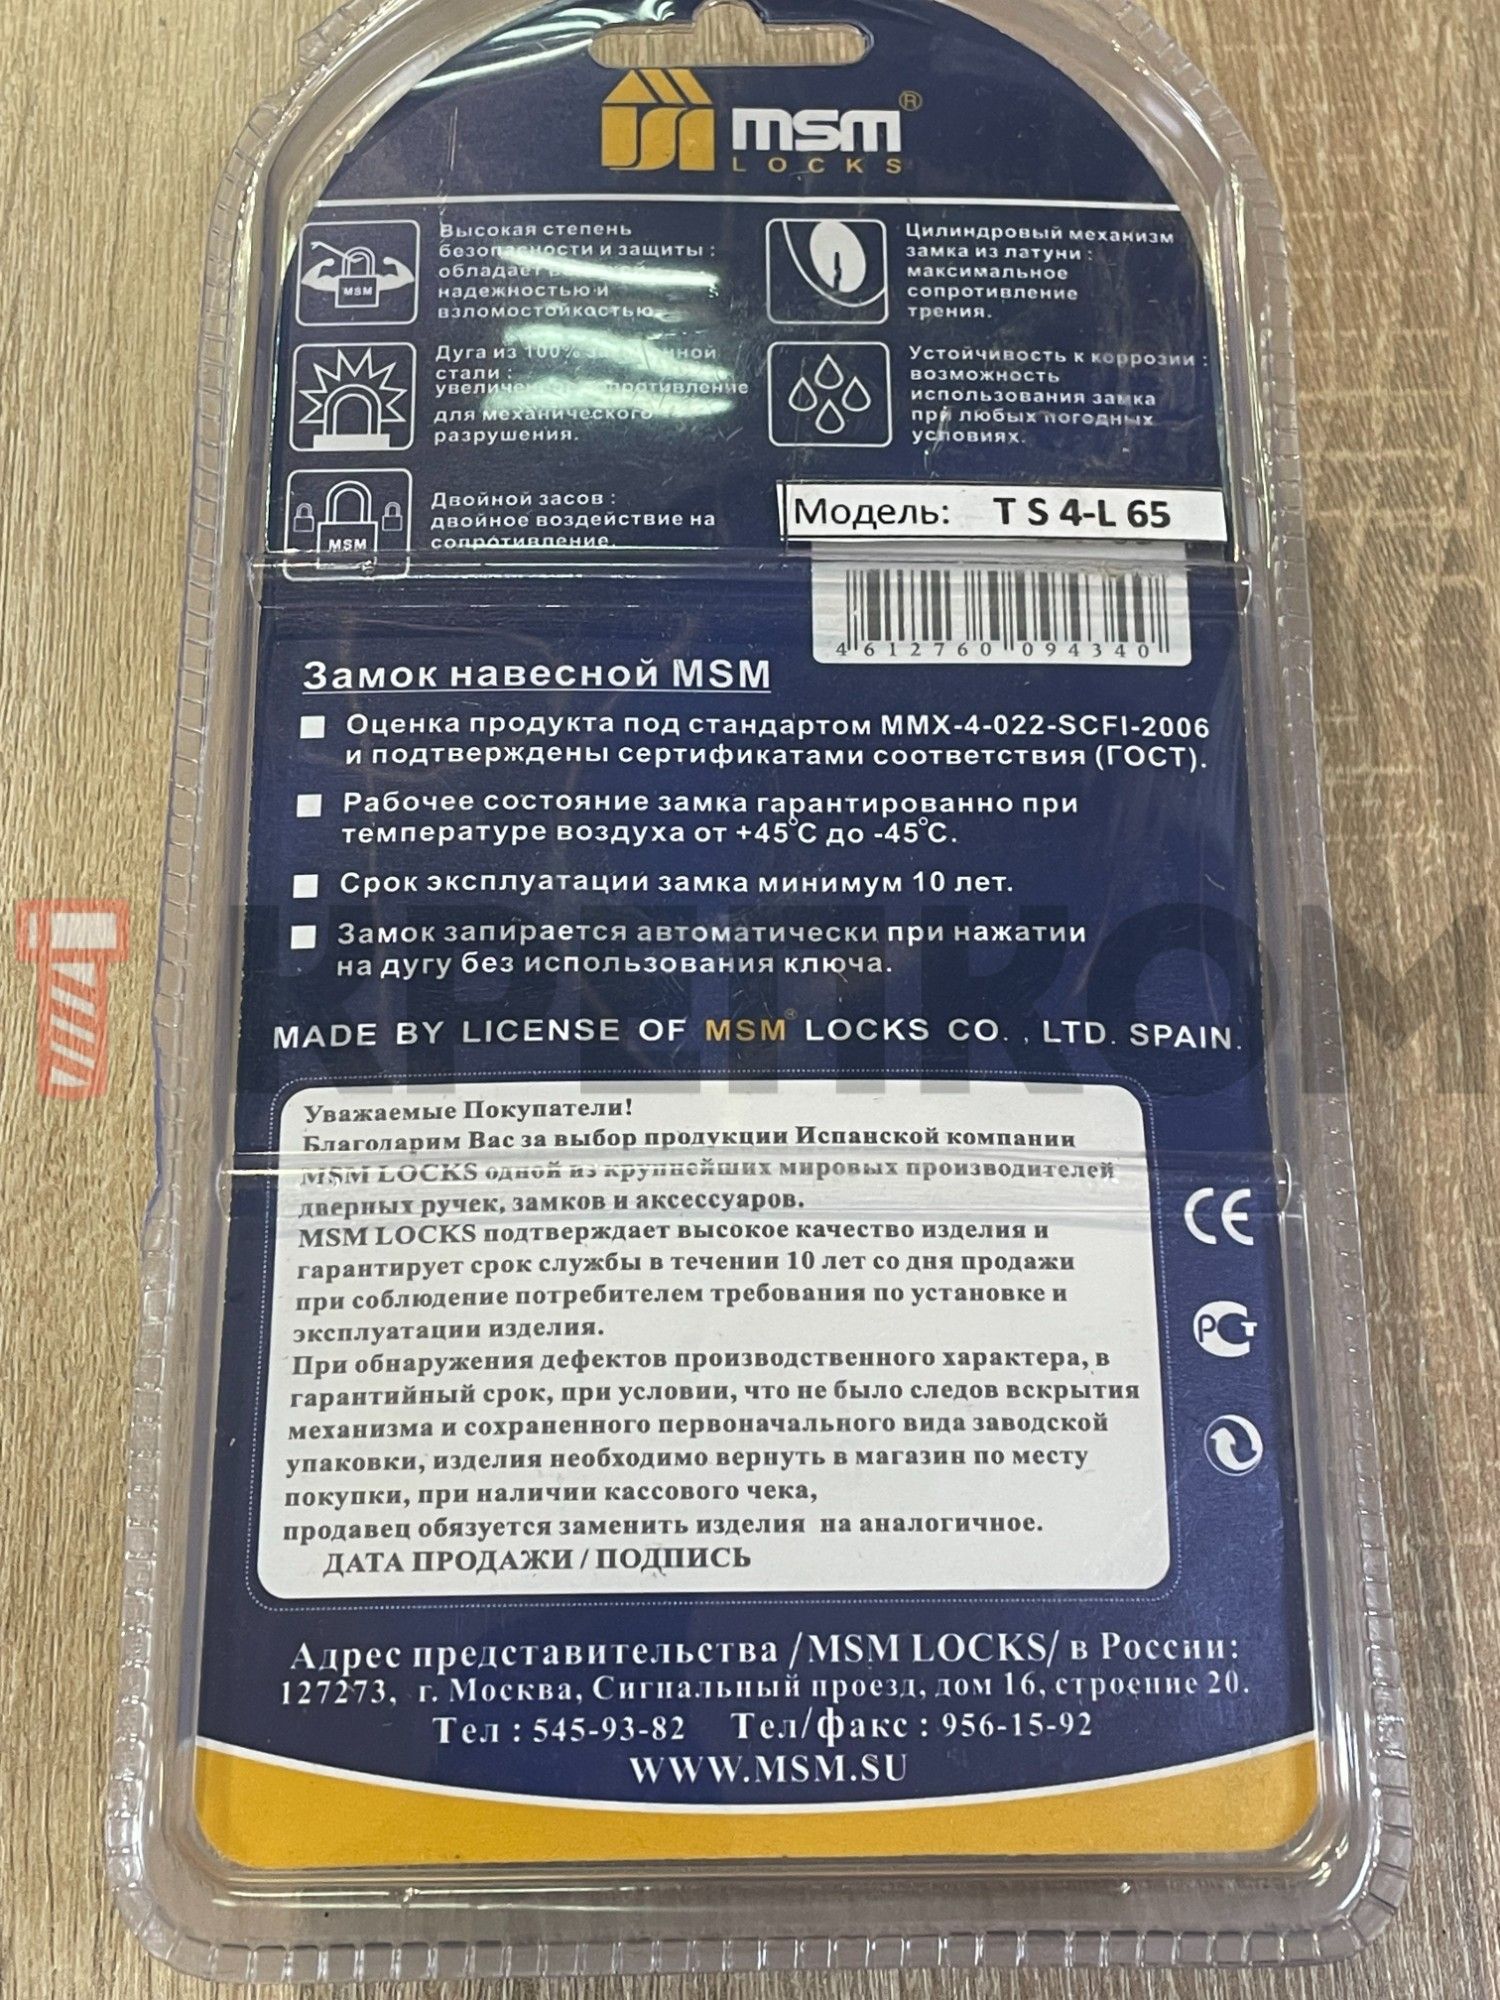 msm®
LOCKS
Высокая степень
безопасности и защиты :
обладает
надежностью и
взломостойкостью.
Цилиндровый механизм
замка из латуни :
максимальное
сопротивление
трения.
MSM
Дуга из 100%
стали :
увеличенное сопротивление
для механического
разрушения.
Устойчивость к коррозии :
возможность
использования замка
при любых погодных
условиях.
Двойной засов :
двойное воздействие на
сопротивление.
MSM
Модель: T S 4-L 65
4 612760 094340
Замок навесной MSM
Оценка продукта под стандартом MMX-4-022-SCFI-2006
и подтверждены сертификатами соответствия (ГОСТ).
Рабочее состояние замка гарантированно при
температуре воздуха от +45°C до -45°C.
Срок эксплуатации замка минимум 10 лет.
Замок запирается автоматически при нажатии
на дугу без использования ключа.
КРЕПКОМ
MADE BY LICENSE OF MSM® LOCKS CO. , LTD. SPAIN.
Уважаемые Покупатели!
Благодарим Вас за выбор продукции Испанской компании
MSM LOCKS одной из крупнейших мировых производителей
дверных ручек, замков и аксессуаров.
MSM LOCKS подтверждает высокое качество изделия и
гарантирует срок службы в течении 10 лет со дня продажи
при соблюдение потребителем требования по установке и
эксплуатации изделия.
При обнаружения дефектов производственного характера, в
гарантийный срок, при условии, что не было следов вскрытия
механизма и сохраненного первоначального вида заводской
упаковки, изделия необходимо вернуть в магазин по месту
покупки, при наличии кассового чека,
продавец обязуется заменить изделия на аналогичное.
ДАТА ПРОДАЖИ / ПОДПИСЬ
CE
РСТ
Адрес представительства /MSM LOCKS/ в России:
127273, г. Москва, Сигнальный проезд, дом 16, строение 20.
Тел : 545-93-82 Тел/факс : 956-15-92
WWW.MSM.SU